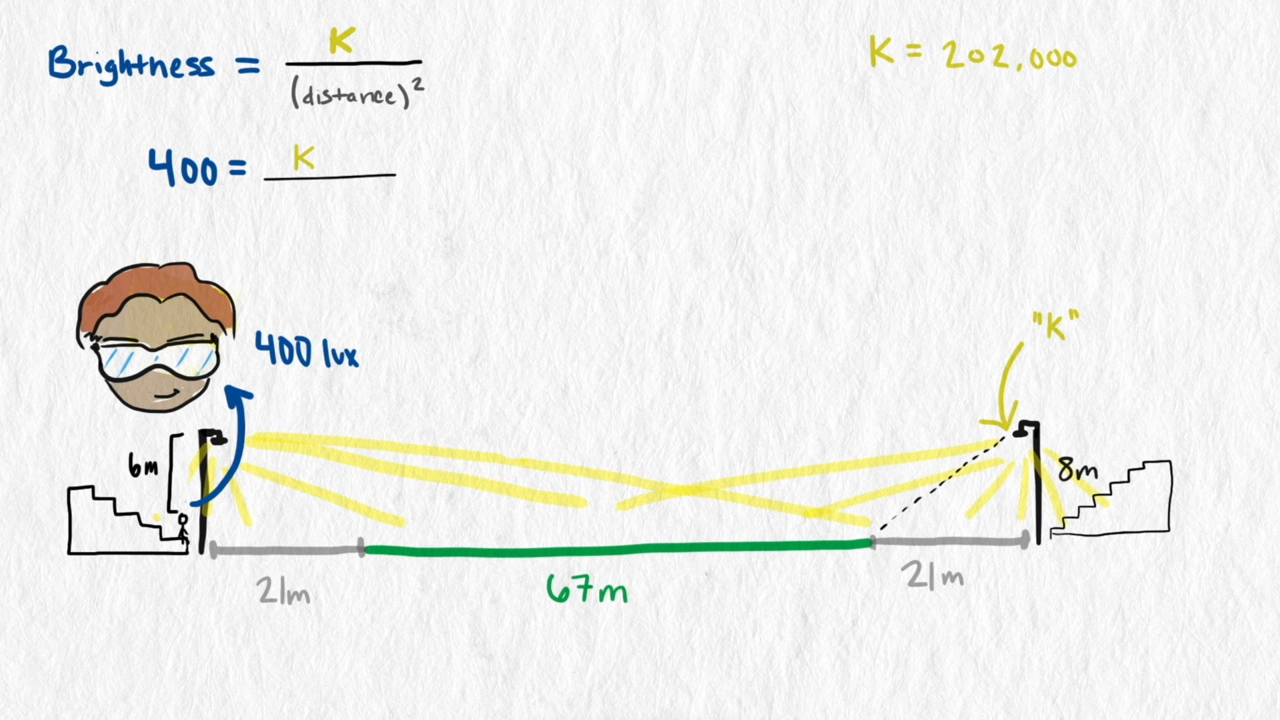 Brightness = K
(distance)²
K = 202,000
400 = K
400 lux
"K"
6m
8m
21m
67m
21m